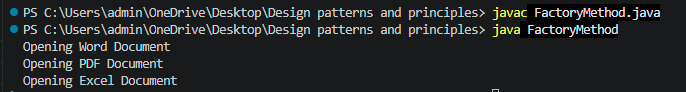 PS C:\Users\admin\OneDrive\Desktop\Design patterns and principles> javac FactoryMethod.java
PS C:\Users\admin\OneDrive\Desktop\Design patterns and principles> java FactoryMethod
Opening Word Document
Opening PDF Document
Opening Excel Document